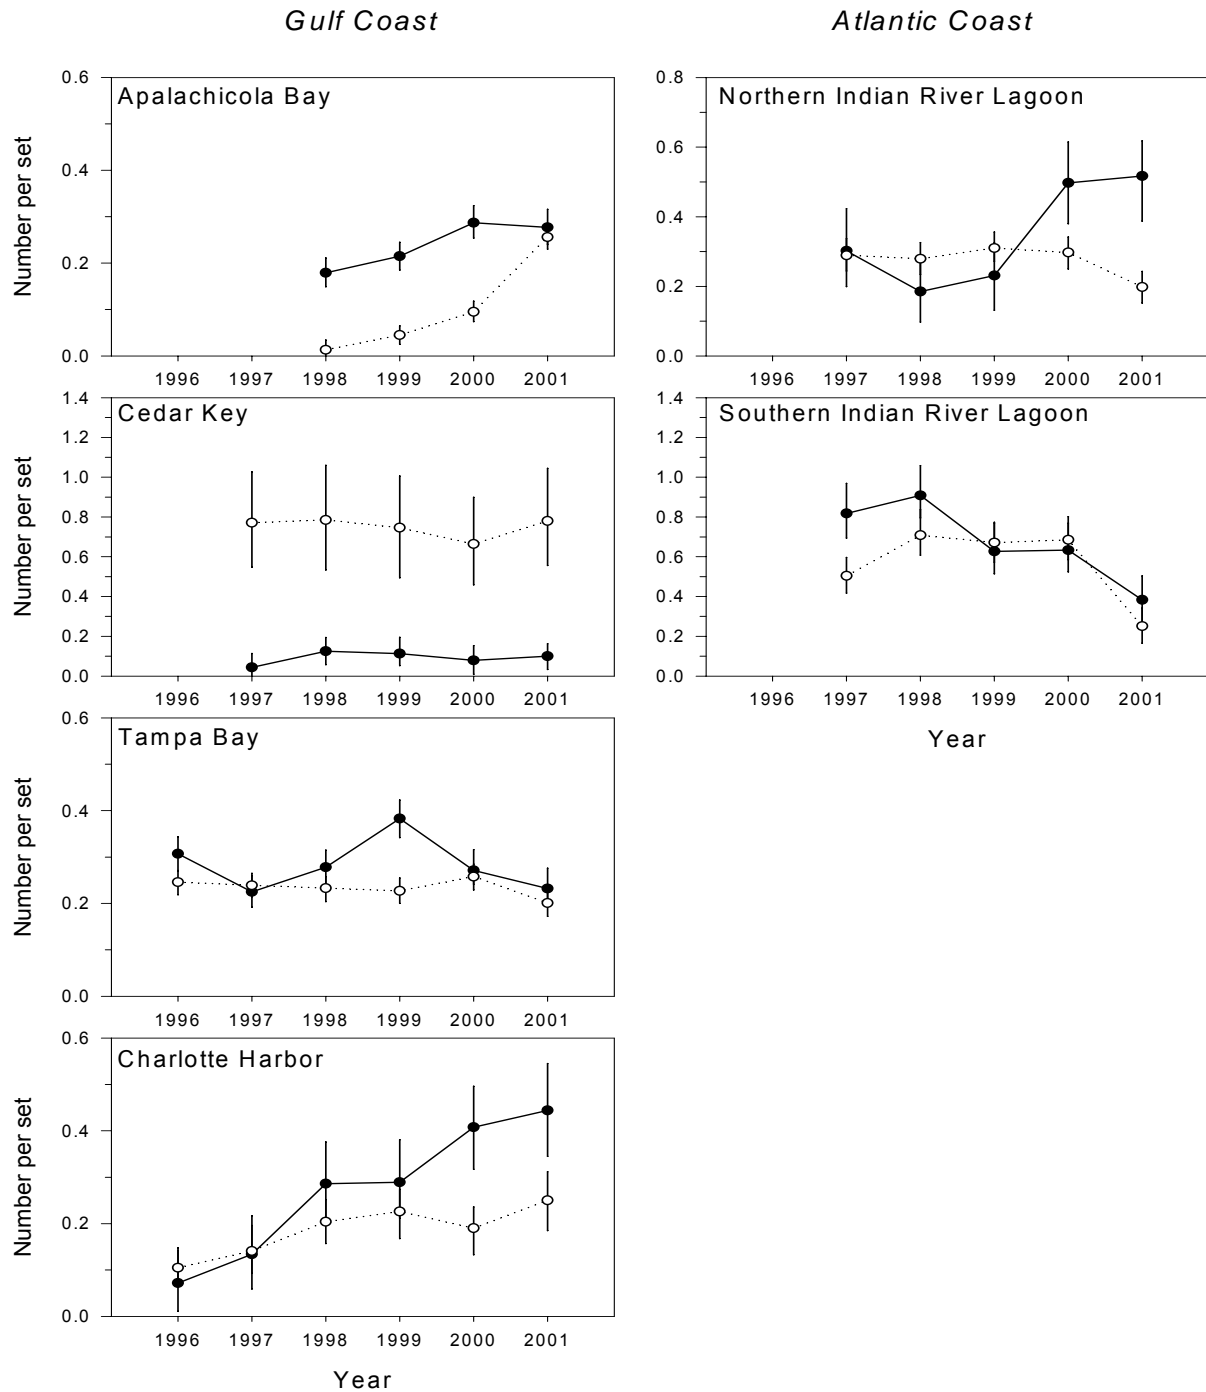 Gulf Coast
Atlantic Coast
0.6
0.4
0.2
0.0
Number per set
Apalachicola Bay
1996 1997 1998 1999 2000 2001
0.8
0.6
0.4
0.2
0.0
Northern Indian River Lagoon
1996 1997 1998 1999 2000 2001
1.4
1.2
1.0
0.8
0.6
0.4
0.2
0.0
Number per set
Cedar Key
1996 1997 1998 1999 2000 2001
1.4
1.2
1.0
0.8
0.6
0.4
0.2
0.0
Southern Indian River Lagoon
1996 1997 1998 1999 2000 2001
Year
0.6
0.4
0.2
0.0
Number per set
Tampa Bay
1996 1997 1998 1999 2000 2001
0.6
0.4
0.2
0.0
Number per set
Charlotte Harbor
1996 1997 1998 1999 2000 2001
Year